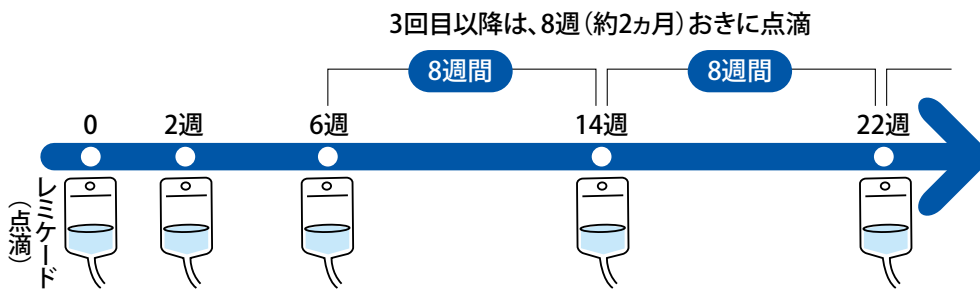 3回目以降は、8週(約2ヵ月)おきに点滴
8週間
8週間
0
2週
6週
14週
22週
レミケード
(点滴)